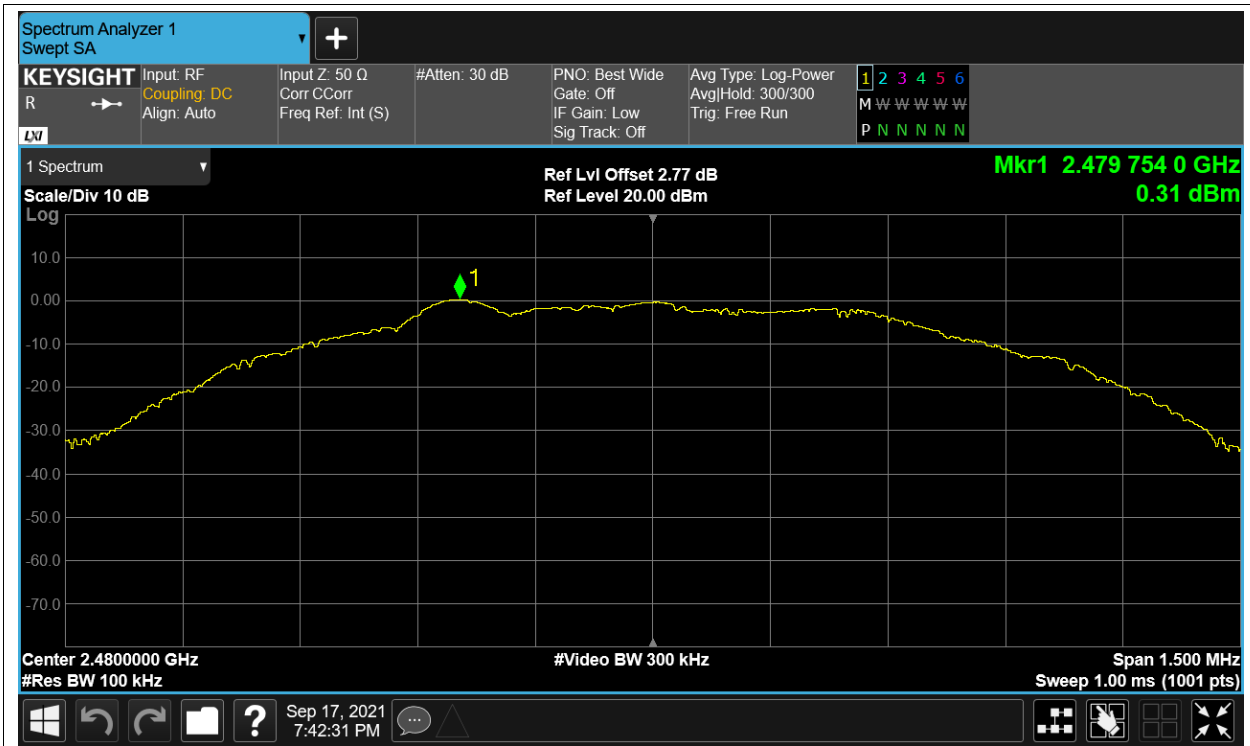 Spectrum Analyzer 1
Swept SA
KEYSIGHT
R
LXI
Input: RF
Coupling: DC
Align: Auto
Input Z: 50 Ω
Corr CCorr
Freq Ref: Int (S)
#Atten: 30 dB
PNO: Best Wide
Gate: Off
IF Gain: Low
Sig Track: Off
Avg Type: Log-Power
Avg|Hold: 300/300
Trig: Free Run
1 2 3 4 5 6
M W W W W W W
P N N N N N
1 Spectrum
Scale/Div 10 dB
Log
Ref Lvl Offset 2.77 dB
Ref Level 20.00 dBm
Mkr1 2.479 754 0 GHz
0.31 dBm
1
10.0
0.00
-10.0
-20.0
-30.0
-40.0
-50.0
-60.0
-70.0
Center 2.4800000 GHz
#Res BW 100 kHz
#Video BW 300 kHz
Span 1.500 MHz
Sweep 1.00 ms (1001 pts)
?
Sep 17, 2021
7:42:31 PM